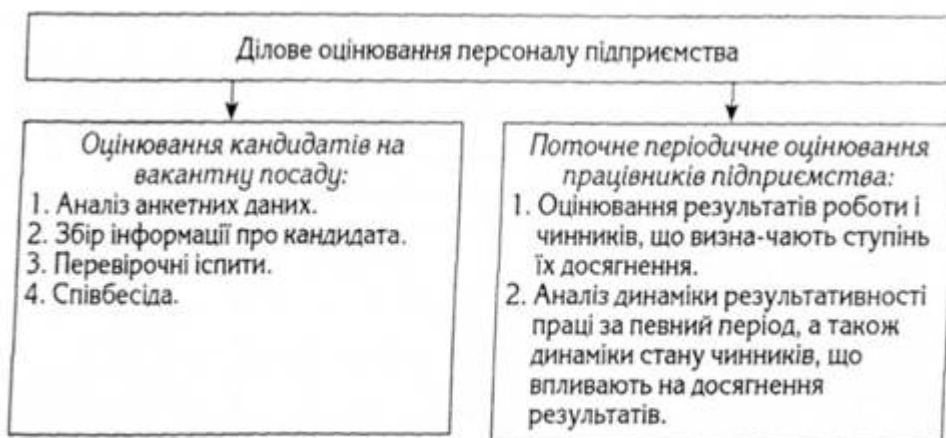 Ділове оцінювання персоналу підприємства
Оцінювання кандидатів на
вакантну посаду:
1. Аналіз анкетних даних.
2. Збір інформації про кандидата.
3. Перевірочні іспити.
4. Співбесіда.
Поточне періодичне оцінювання
працівників підприємства:
1. Оцінювання результатів роботи і
чинників, що визна-чають ступінь
їх досягнення.
2. Аналіз динаміки результативності
праці за певний період, а також
динаміки стану чинників, що
впливають на досягнення
результатів.